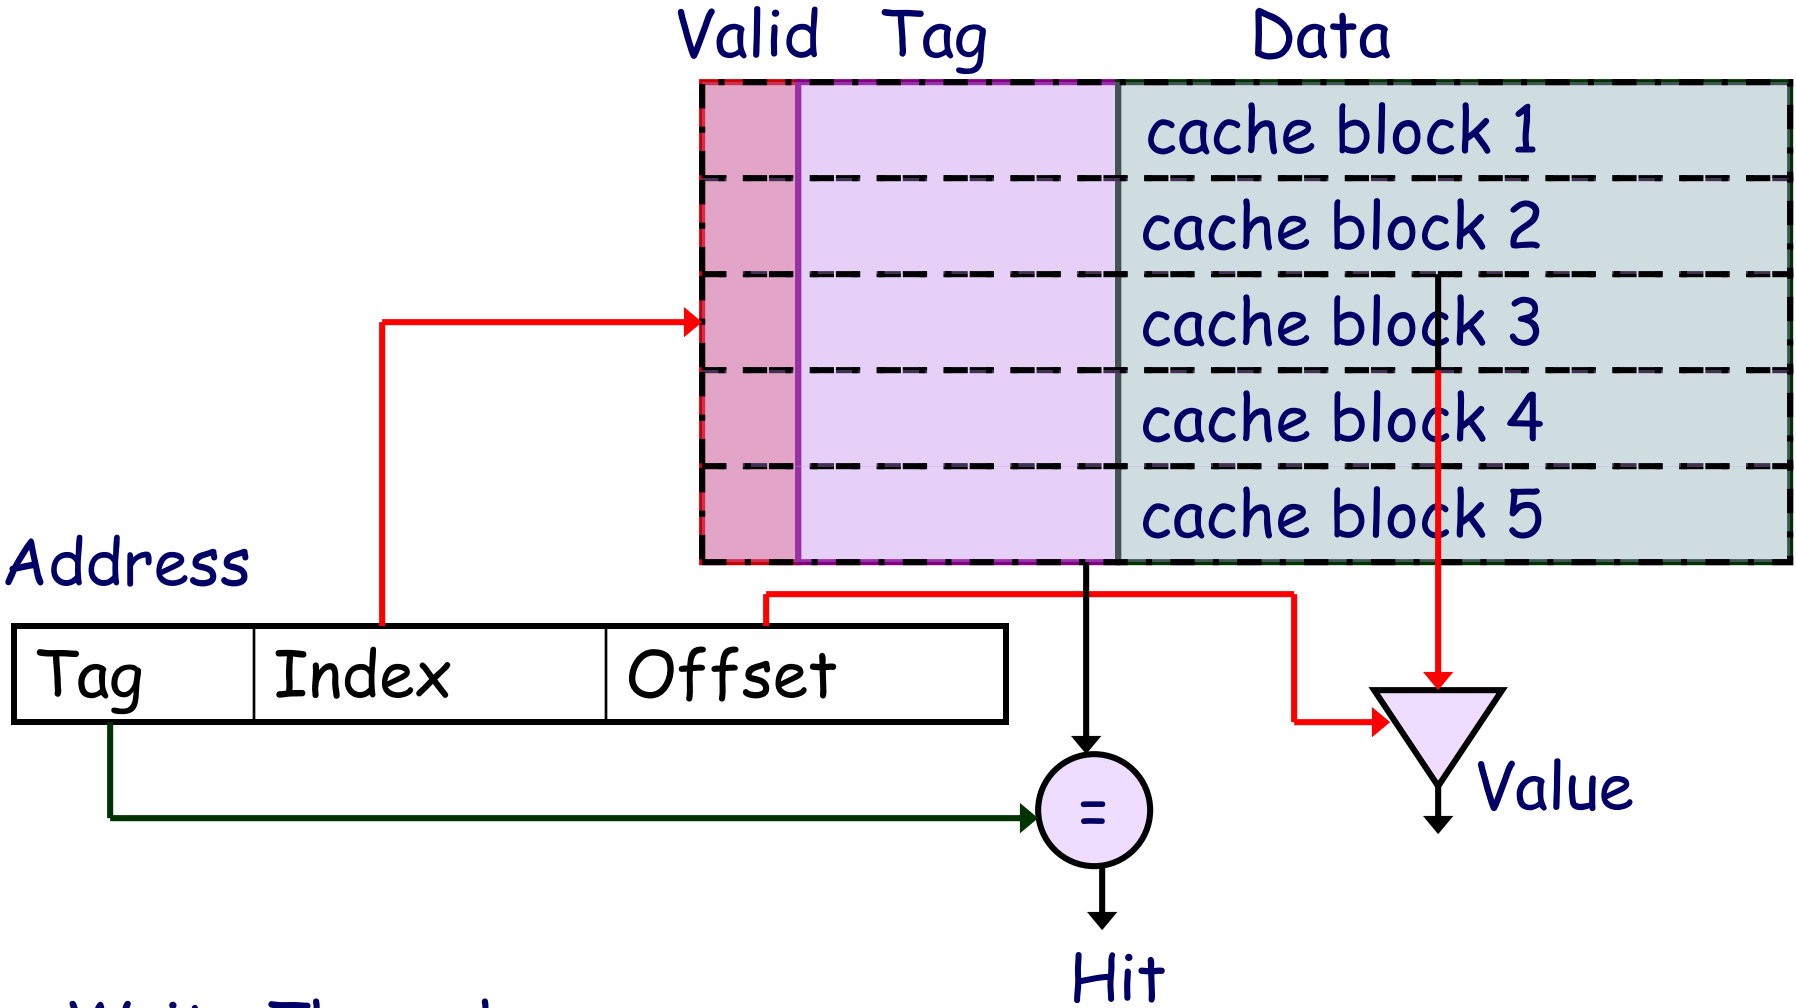 Valid Tag Data
cache block 1
cache block 2
cache block 3
cache block 4
cache block 5
Address
Tag Index Offset
=
Value
Hit